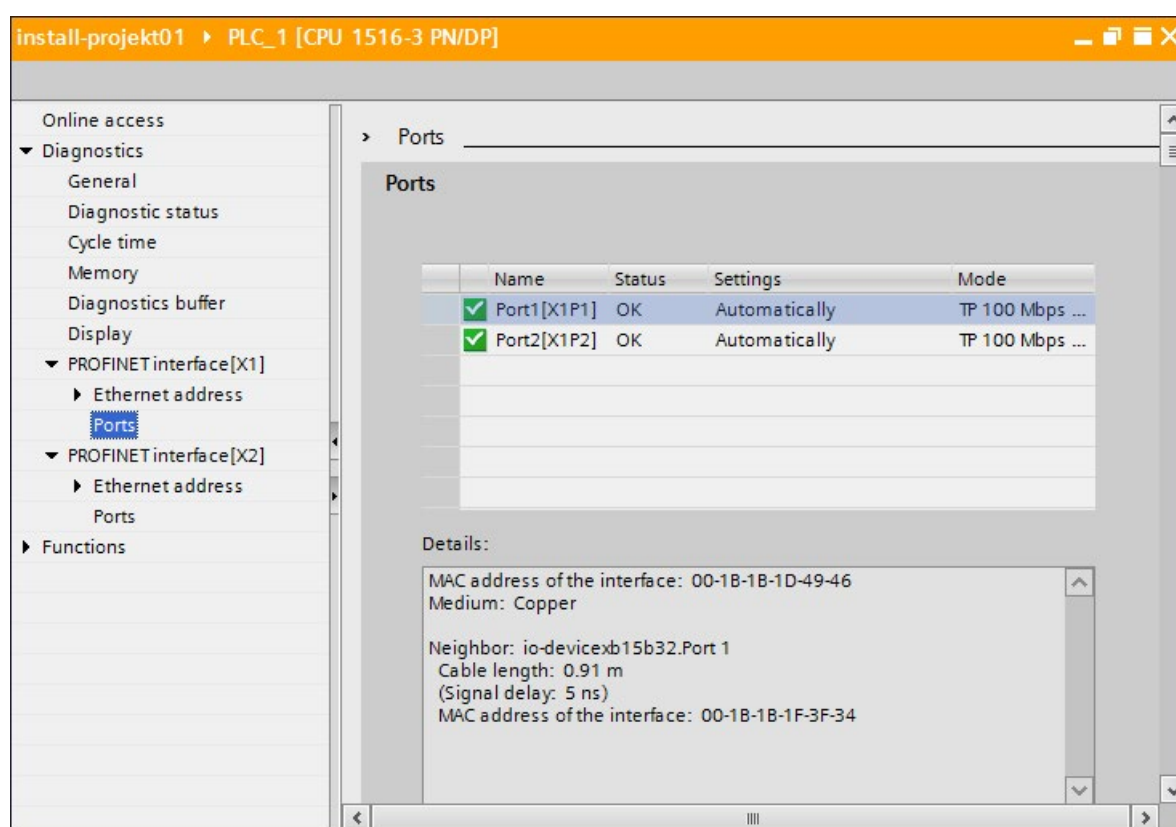 install-projekt01 ▸ PLC_1 [CPU 1516-3 PN/DP]
Online access
Diagnostics
General
Diagnostic status
Cycle time
Memory
Diagnostics buffer
Display
PROFINET interface[X1]
Ethernet address
Ports
PROFINET interface[X2]
Ethernet address
Ports
Functions
Ports
Ports
Name Status Settings Mode
Port1[X1P1] OK Automatically TP 100 Mbps ...
Port2[X1P2] OK Automatically TP 100 Mbps ...
Details:
MAC address of the interface: 00-1B-1B-1D-49-46
Medium: Copper
Neighbor: io-devicexb15b32.Port 1
Cable length: 0.91 m
(Signal delay: 5 ns)
MAC address of the interface: 00-1B-1B-1F-3F-34